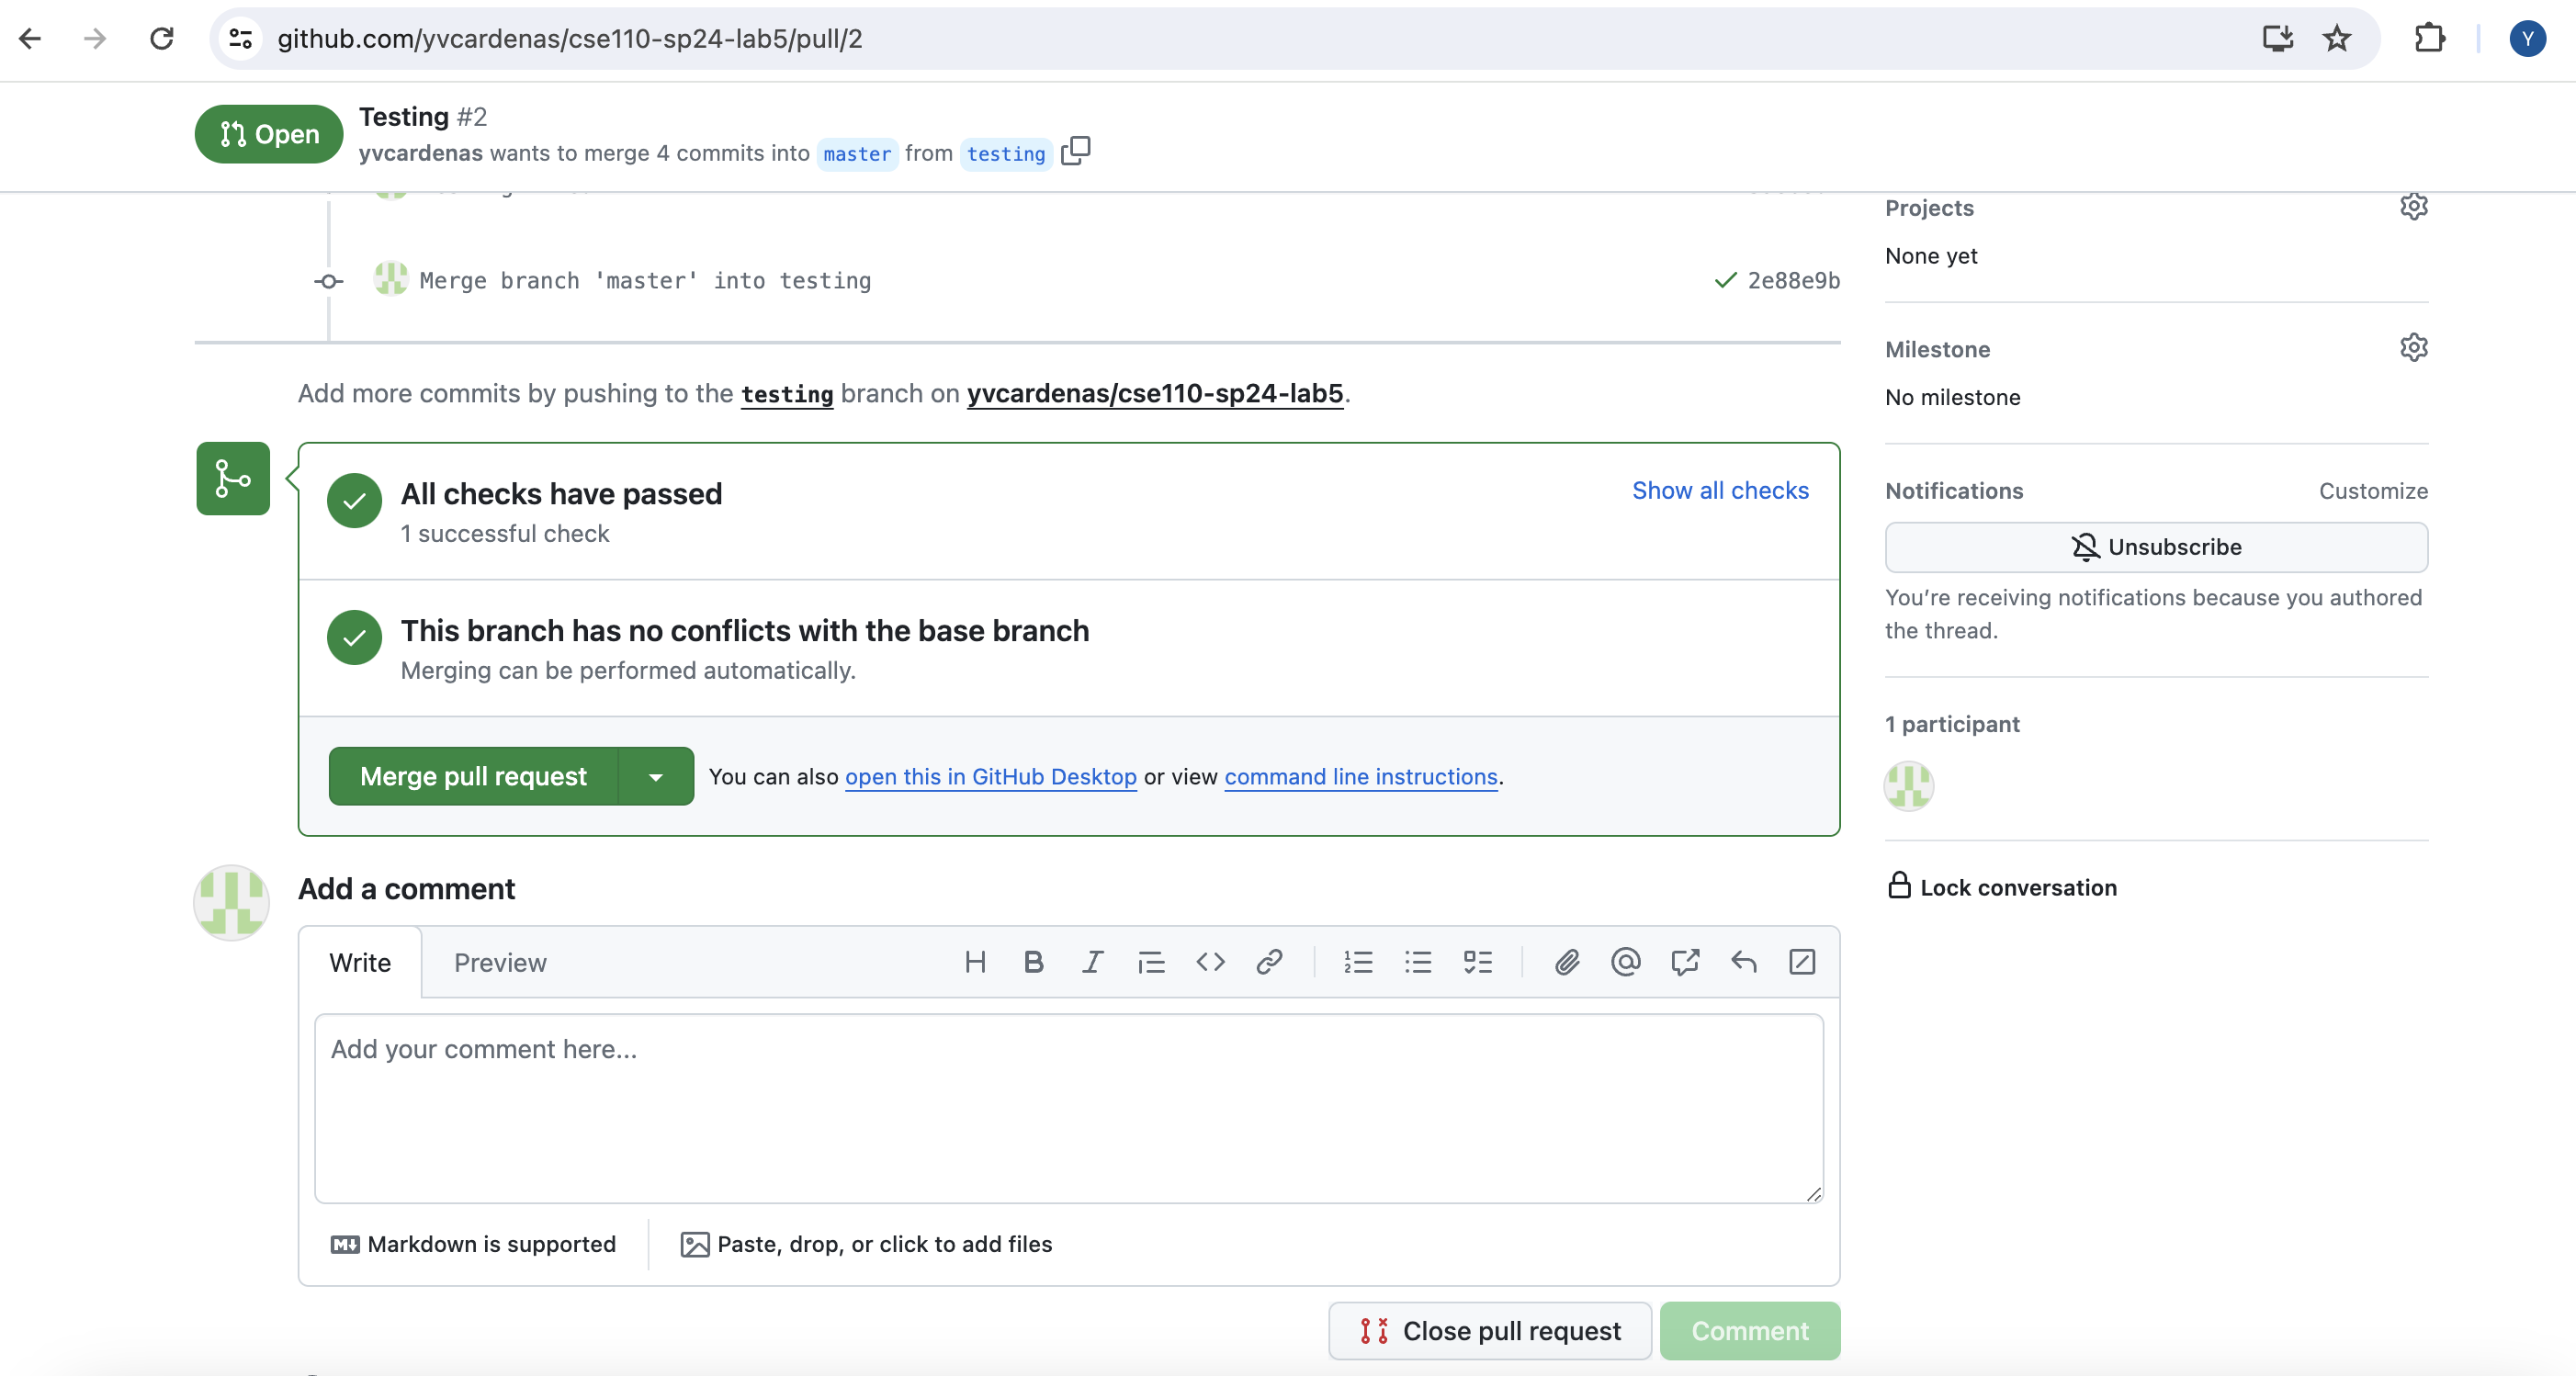 github.com/yvcardenas/cse110-sp24-lab5/pull/2
Y
Open
Testing #2
yvcardenas wants to merge 4 commits into master from testing
Merge branch 'master' into testing
2e88e9b
Add more commits by pushing to the testing branch on yvcardenas/cse110-sp24-lab5.
All checks have passed
Show all checks
1 successful check
This branch has no conflicts with the base branch
Merging can be performed automatically.
Merge pull request
You can also open this in GitHub Desktop or view command line instructions.
Add a comment
Write
Preview
Add your comment here...
Markdown is supported
Paste, drop, or click to add files
Close pull request
Comment
Projects
None yet
Milestone
No milestone
Notifications
Customize
Unsubscribe
You're receiving notifications because you authored
the thread.
1 participant
Lock conversation